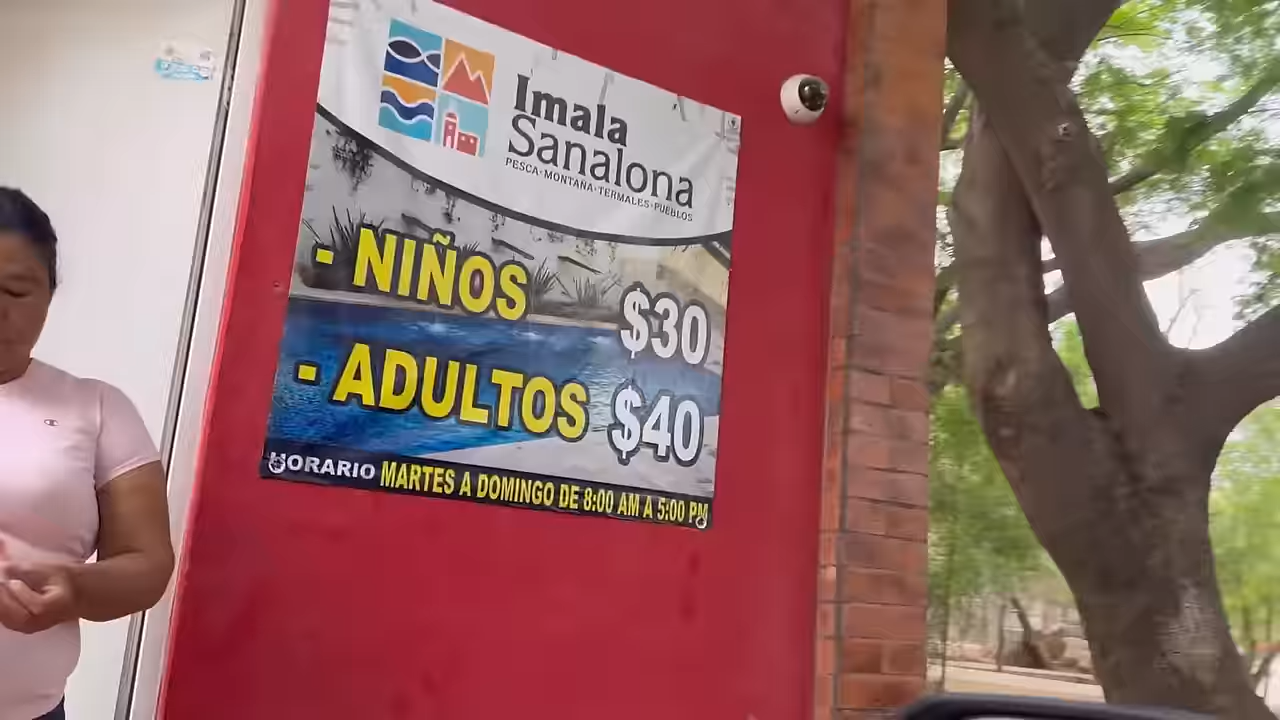 Imala
Sanalona
PESCA·MONTAÑA·TERMALES·PUEBLOS
- NIÑOS $30
- ADULTOS $40
HORARIO MARTES A DOMINGO DE 8:00 AM A 5:00 PM